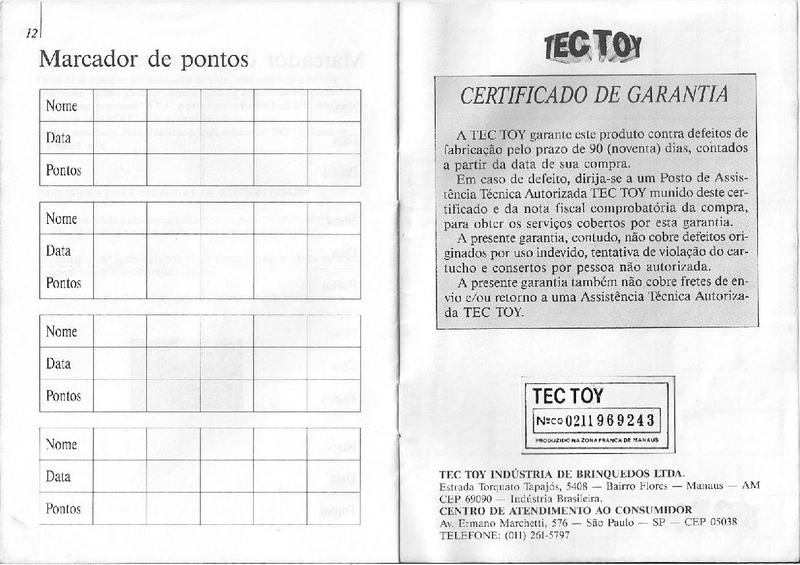 12
Marcador de pontos
Nome
Data
Pontos
Nome
Data
Pontos
Nome
Data
Pontos
Nome
Data
Pontos
TEC TOY
CERTIFICADO DE GARANTIA
A TEC TOY garante este produto contra defeitos de
fabricação pelo prazo de 90 (noventa) dias, contados
a partir da data de sua compra.
Em caso de defeito, dirija-se a um Posto de Assis-
tência Técnica Autorizada TEC TOY munido deste cer-
tificado e da nota fiscal comprobatória da compra,
para obter os serviços cobertos por esta garantia.
A presente garantia, contudo, não cobre defeitos ori-
ginados por uso indevido, tentativa de violação do car-
tucho e consertos por pessoa não autorizada.
A presente garantia também não cobre fretes de en-
vio e/ou retorno a uma Assistência Técnica Autoriza-
da TEC TOY.
TEC TOY
NºCQ 0211969243
PRODUZIDO NA ZONA FRANCA DE MANAUS
TEC TOY INDÚSTRIA DE BRINQUEDOS LTDA.
Estrada Torquato Tapajós, 5408 — Bairro Flores — Manaus — AM
CEP 69090 — Indústria Brasileira.
CENTRO DE ATENDIMENTO AO CONSUMIDOR
Av. Ermano Marchetti, 576 — São Paulo — SP — CEP 05038
TELEFONE: (011) 261-5797